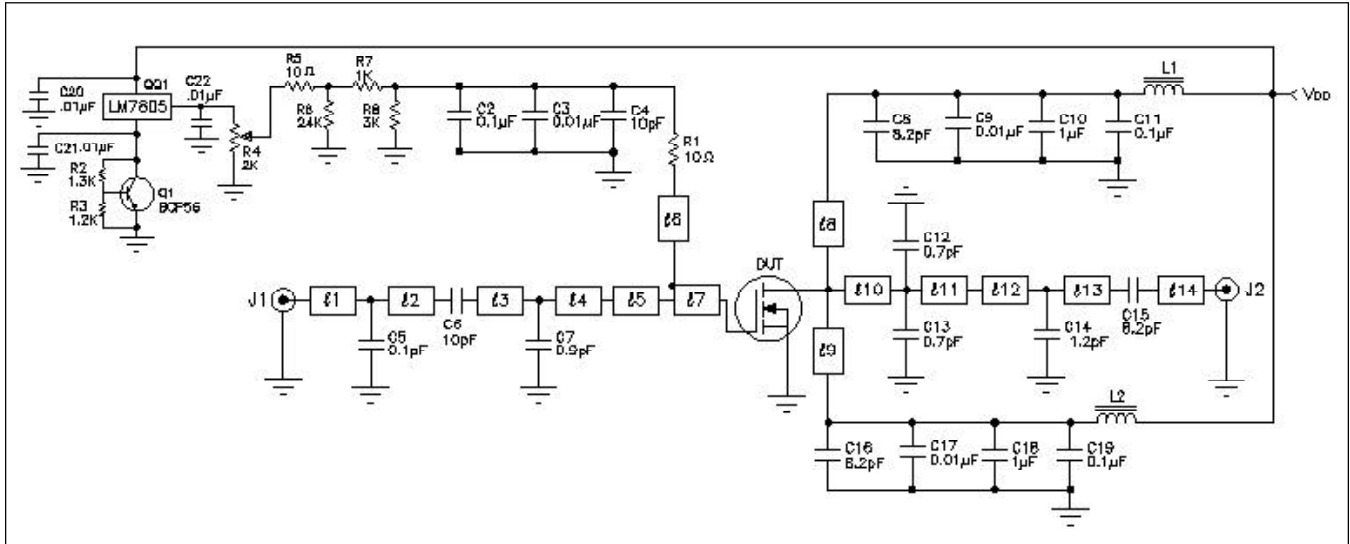 L1
R5
10Ω
R7
1K
QQ1
C22
.01µF
C20
.01µF
LM7805
R6
24K
R8
3K
C2
0.1µF
C3
0.01µF
C4
10pF
VDD
C8
8.2pF
C9
0.01µF
C10
1µF
C11
0.1µF
C21 .01µF
R4
2K
R1
10Ω
R2
1.3K
Q1
BCP56
R3
1.2K
ℓ6
ℓ8
C12
0.7pF
DUT
J1
ℓ1
ℓ2
ℓ3
ℓ4
ℓ5
ℓ7
ℓ10
ℓ11
ℓ12
ℓ13
ℓ14
J2
C6
10pF
C15
8.2pF
C5
0.1pF
C7
0.9pF
ℓ9
C13
0.7pF
C14
1.2pF
L2
C16
8.2pF
C17
0.01µF
C18
1µF
C19
0.1µF